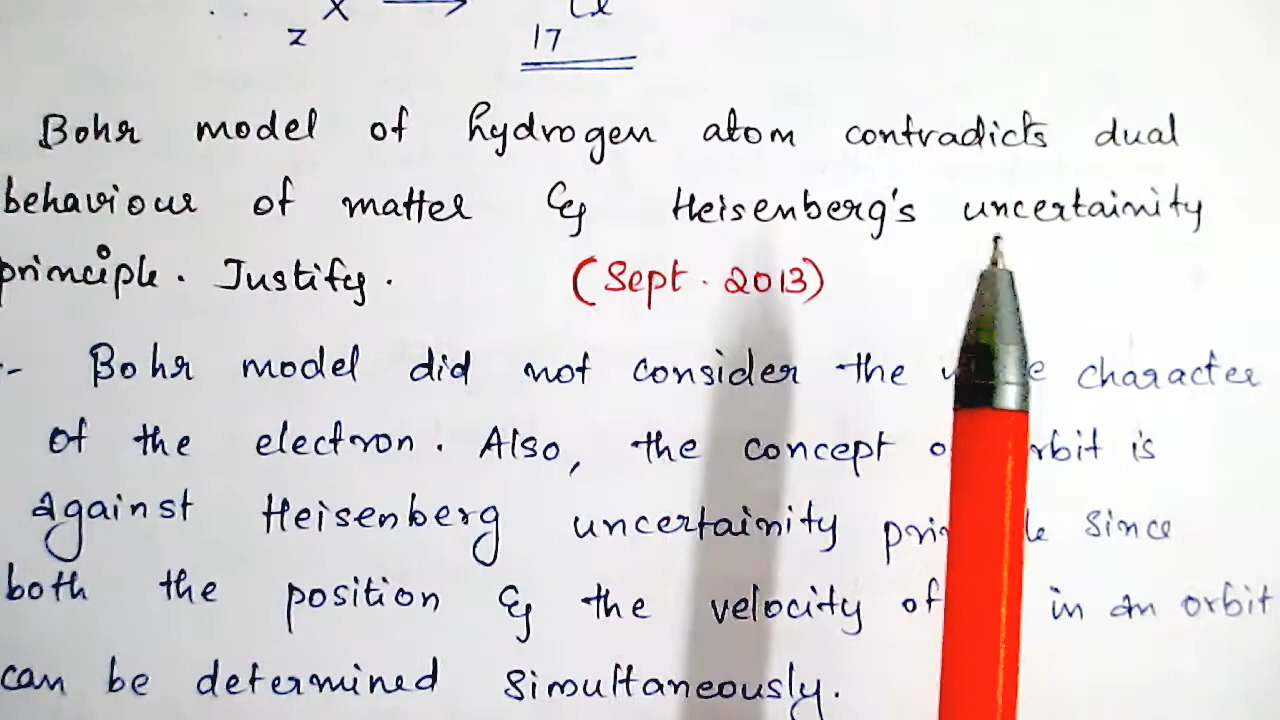 z X → 17 Cl
Bohr model of hydrogen atom contradicts dual
behaviour of matter & Heisenberg's uncertainity
principle. Justify. (Sept. 2013)
:- Bohr model did not consider the character
of the electron. Also, the concept is
against Heisenberg uncertainity since
both the position & the velocity of in an orbit
can be determined simultaneously.